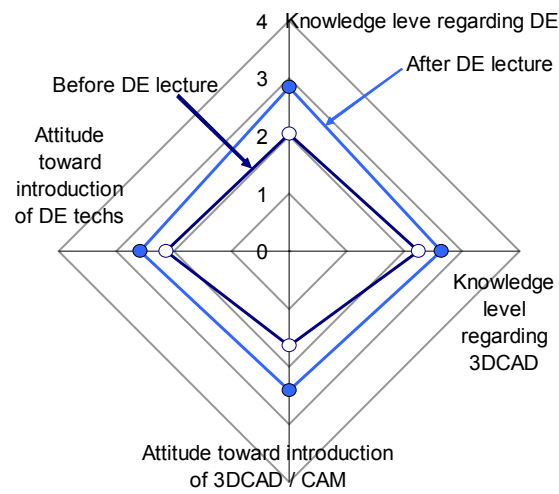 4
Knowledge leve regarding DE
3
After DE lecture
Before DE lecture
2
Attitude
toward
introduction
of DE techs
1
0
Knowledge
level
regarding
3DCAD
Attitude toward introduction
of 3DCAD / CAM